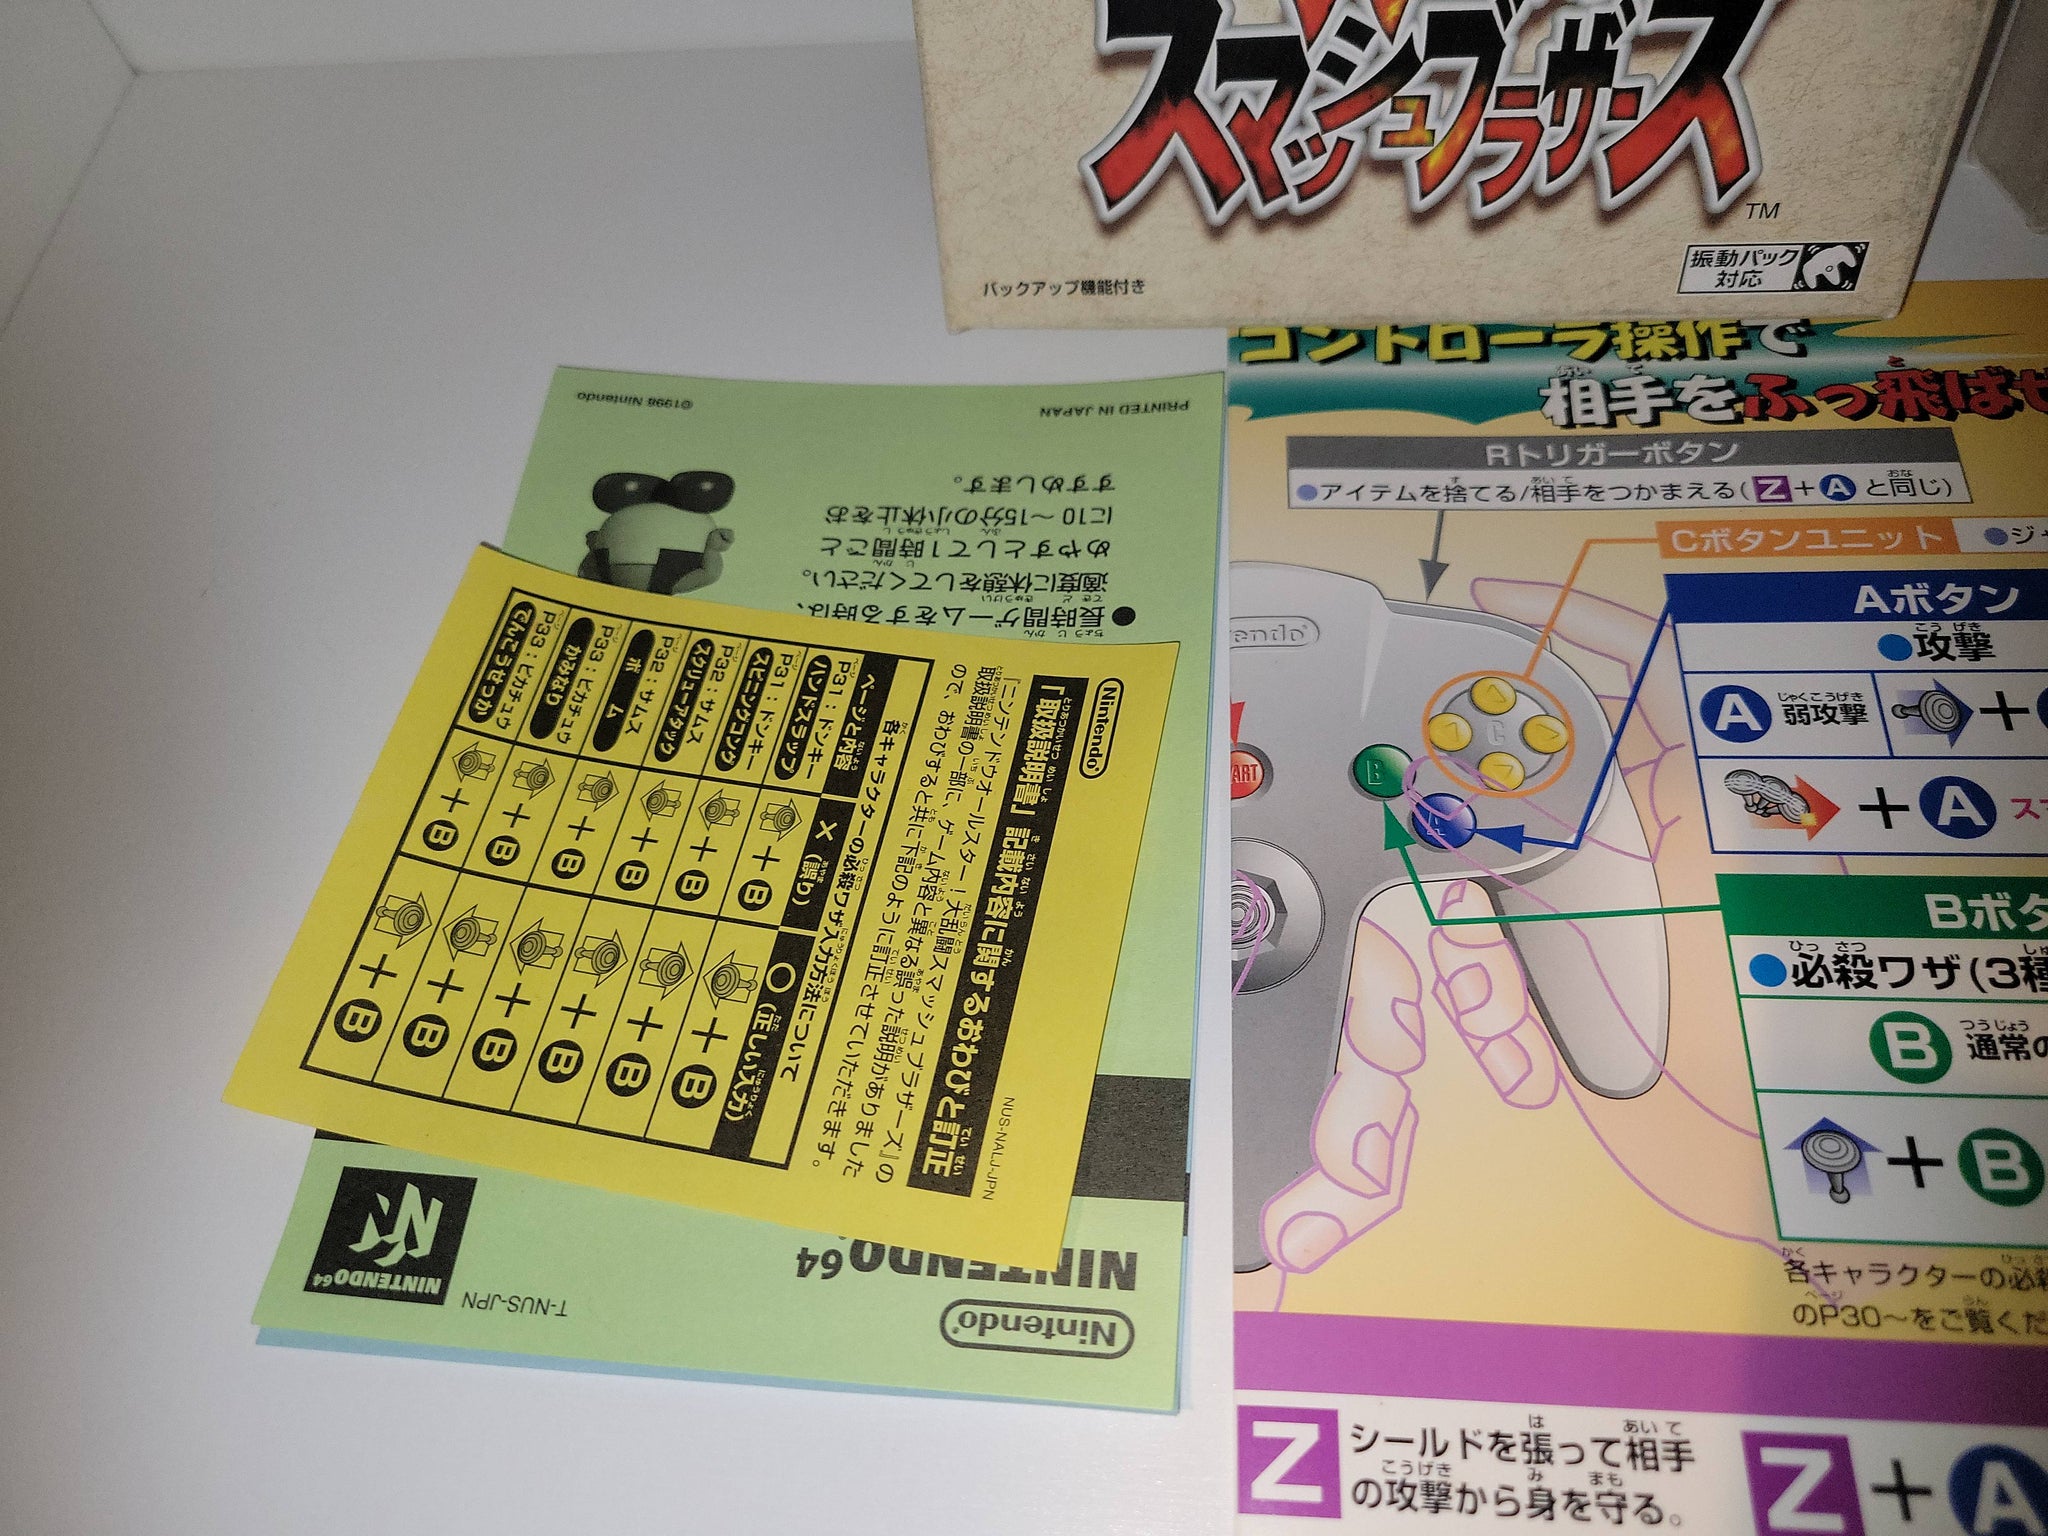 スマッシュブラザーズ
TM
バックアップ機能付き
振動パック
対応
コントローラ操作で
相手をふっ飛ばせ
Rトリガーボタン
●アイテムを捨てる/相手をつかまえる(Z+Aと同じ)
Cボタンユニット
●ジャ
Aボタン
●攻撃
A 弱攻撃
+
+ A スマ
Bボタ
●必殺ワザ(3種
B 通常の
+ B
各キャラクターの必殺
のP30～をご覧くだ
Z シールドを張って相手
の攻撃から身を守る。
Z + A
START
B
A
C
PRINTED IN JAPAN
©1998 Nintendo
●長時間ゲームをする時は、
適度に休憩をしてください。
めやすとして1時間ごと
に10～15分の小休止をお
すすめします。
Nintendo
NINTENDO64
T-NUS-JPN
NINTENDO64
Nintendo
NUS-NALJ-JPN
「取扱説明書」記載内容に関するおわびと訂正
『ニンテンドウオールスター！大乱闘スマッシュブラザーズ』の
取扱説明書の一部に、ゲーム内容と異なる誤った説明がありました
ので、おわびすると共に下記のように訂正させていただきます。
各キャラクターの必殺ワザ入力方法について
ページと内容 ×(誤り) ○(正しい入力)
P31：ドンキー
ハンドスラップ +B +B
P31：ドンキー
スピニングコング +B +B
P32：サムス
スクリューアタック +B +B
P32：サムス
ボム +B +B
P33：ピカチュウ
かみなり +B +B
P33：ピカチュウ
でんこうせっか +B +B